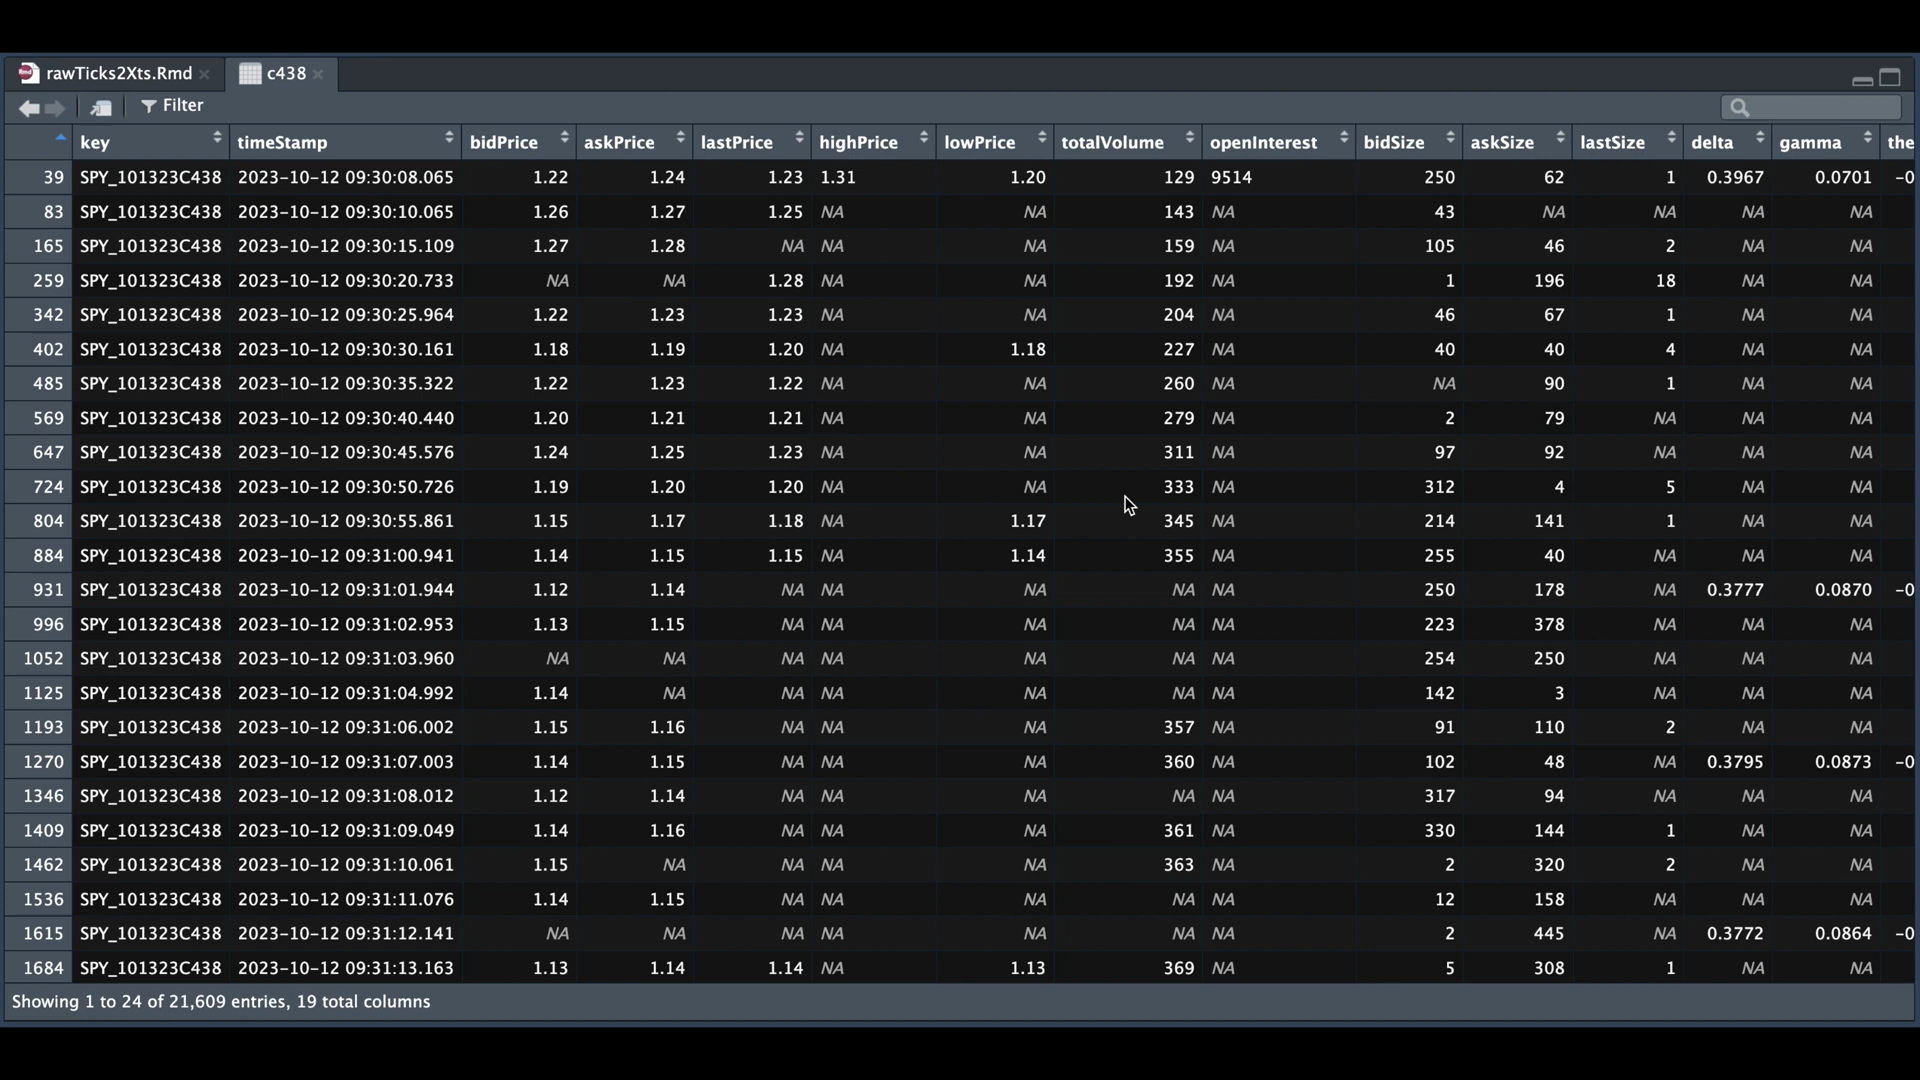 rawTicks2Xts.Rmd c438
Filter
key timeStamp bidPrice askPrice lastPrice highPrice lowPrice totalVolume openInterest bidSize askSize lastSize delta gamma the
39 SPY_101323C438 2023-10-12 09:30:08.065 1.22 1.24 1.23 1.31 1.20 129 9514 250 62 1 0.3967 0.0701 -0
83 SPY_101323C438 2023-10-12 09:30:10.065 1.26 1.27 1.25 NA NA 143 NA 43 NA NA NA NA
165 SPY_101323C438 2023-10-12 09:30:15.109 1.27 1.28 NA NA NA 159 NA 105 46 2 NA NA
259 SPY_101323C438 2023-10-12 09:30:20.733 NA NA 1.28 NA NA 192 NA 1 196 18 NA NA
342 SPY_101323C438 2023-10-12 09:30:25.964 1.22 1.23 1.23 NA NA 204 NA 46 67 1 NA NA
402 SPY_101323C438 2023-10-12 09:30:30.161 1.18 1.19 1.20 NA 1.18 227 NA 40 40 4 NA NA
485 SPY_101323C438 2023-10-12 09:30:35.322 1.22 1.23 1.22 NA NA 260 NA NA 90 1 NA NA
569 SPY_101323C438 2023-10-12 09:30:40.440 1.20 1.21 1.21 NA NA 279 NA 2 79 NA NA NA
647 SPY_101323C438 2023-10-12 09:30:45.576 1.24 1.25 1.23 NA NA 311 NA 97 92 NA NA NA
724 SPY_101323C438 2023-10-12 09:30:50.726 1.19 1.20 1.20 NA NA 333 NA 312 4 5 NA NA
804 SPY_101323C438 2023-10-12 09:30:55.861 1.15 1.17 1.18 NA 1.17 345 NA 214 141 1 NA NA
884 SPY_101323C438 2023-10-12 09:31:00.941 1.14 1.15 1.15 NA 1.14 355 NA 255 40 NA NA NA
931 SPY_101323C438 2023-10-12 09:31:01.944 1.12 1.14 NA NA NA NA NA 250 178 NA 0.3777 0.0870 -0
996 SPY_101323C438 2023-10-12 09:31:02.953 1.13 1.15 NA NA NA NA NA 223 378 NA NA NA
1052 SPY_101323C438 2023-10-12 09:31:03.960 NA NA NA NA NA NA NA 254 250 NA NA NA
1125 SPY_101323C438 2023-10-12 09:31:04.992 1.14 NA NA NA NA NA NA 142 3 NA NA NA
1193 SPY_101323C438 2023-10-12 09:31:06.002 1.15 1.16 NA NA NA 357 NA 91 110 2 NA NA
1270 SPY_101323C438 2023-10-12 09:31:07.003 1.14 1.15 NA NA NA 360 NA 102 48 NA 0.3795 0.0873 -0
1346 SPY_101323C438 2023-10-12 09:31:08.012 1.12 1.14 NA NA NA NA NA 317 94 NA NA NA
1409 SPY_101323C438 2023-10-12 09:31:09.049 1.14 1.16 NA NA NA 361 NA 330 144 1 NA NA
1462 SPY_101323C438 2023-10-12 09:31:10.061 1.15 NA NA NA NA 363 NA 2 320 2 NA NA
1536 SPY_101323C438 2023-10-12 09:31:11.076 1.14 1.15 NA NA NA NA NA 12 158 NA NA NA
1615 SPY_101323C438 2023-10-12 09:31:12.141 NA NA NA NA NA NA NA 2 445 NA 0.3772 0.0864 -0
1684 SPY_101323C438 2023-10-12 09:31:13.163 1.13 1.14 1.14 NA 1.13 369 NA 5 308 1 NA NA
Showing 1 to 24 of 21,609 entries, 19 total columns